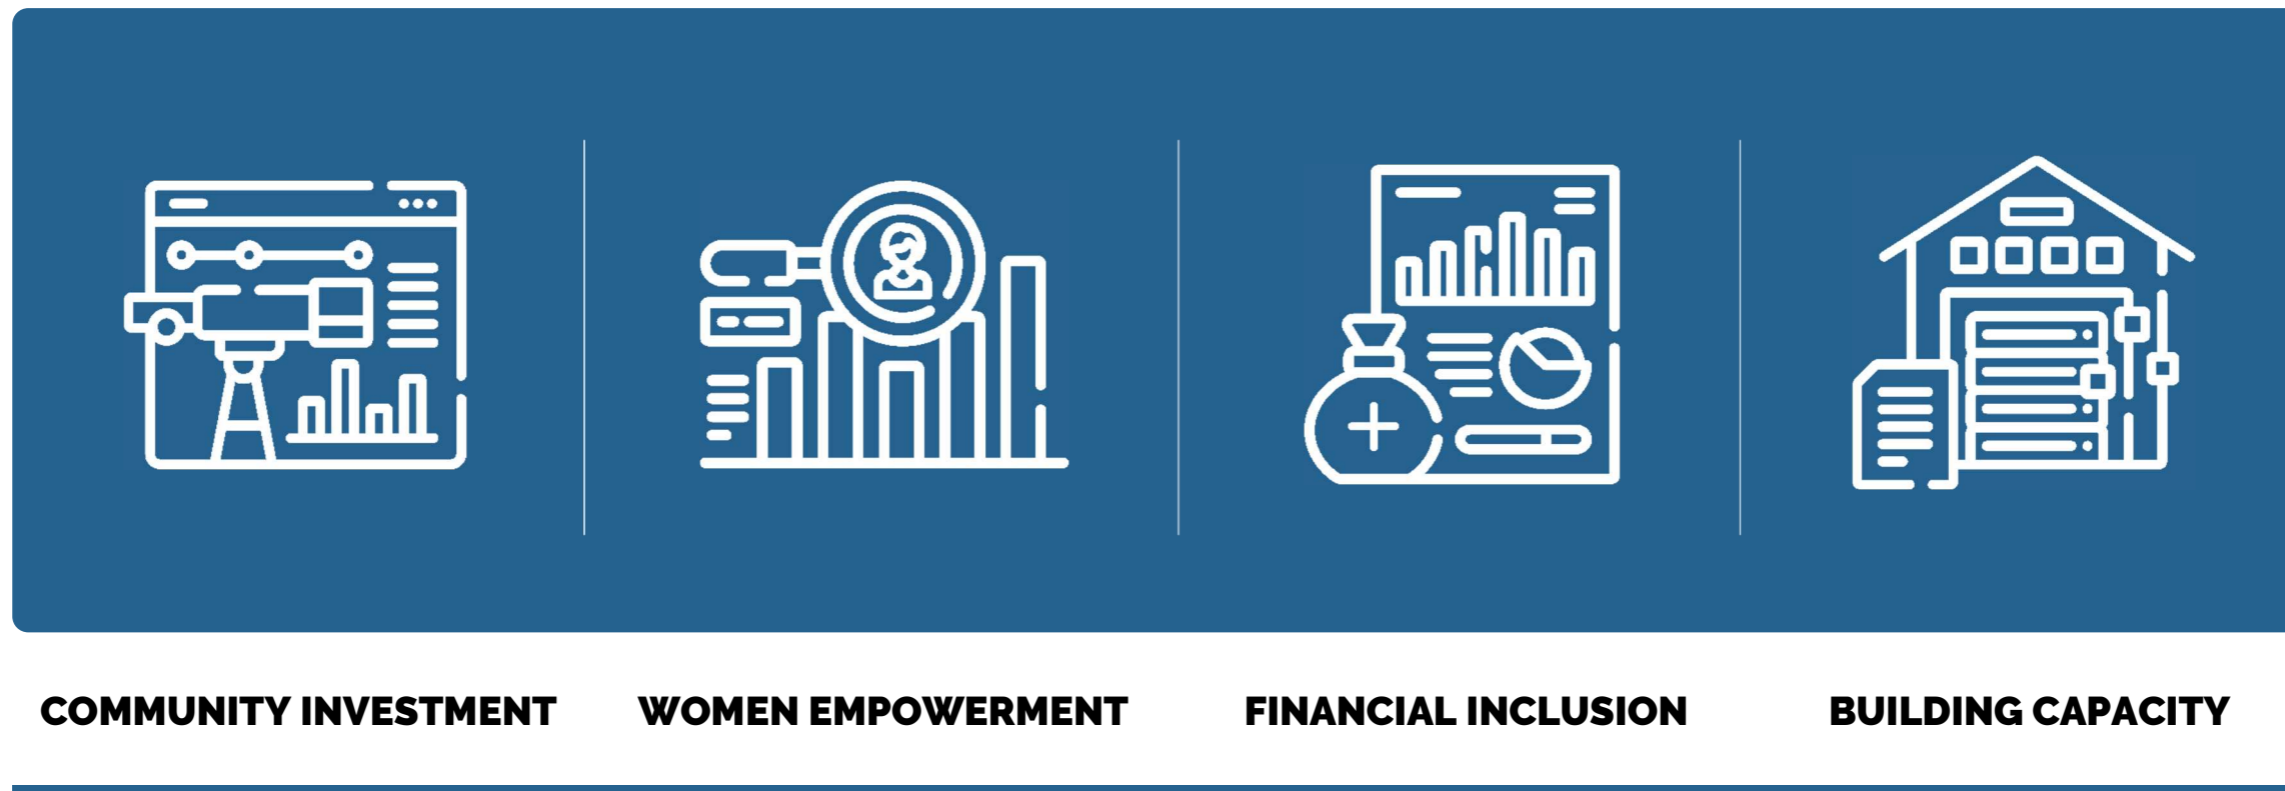 COMMUNITY INVESTMENT
WOMEN EMPOWERMENT
FINANCIAL INCLUSION
BUILDING CAPACITY